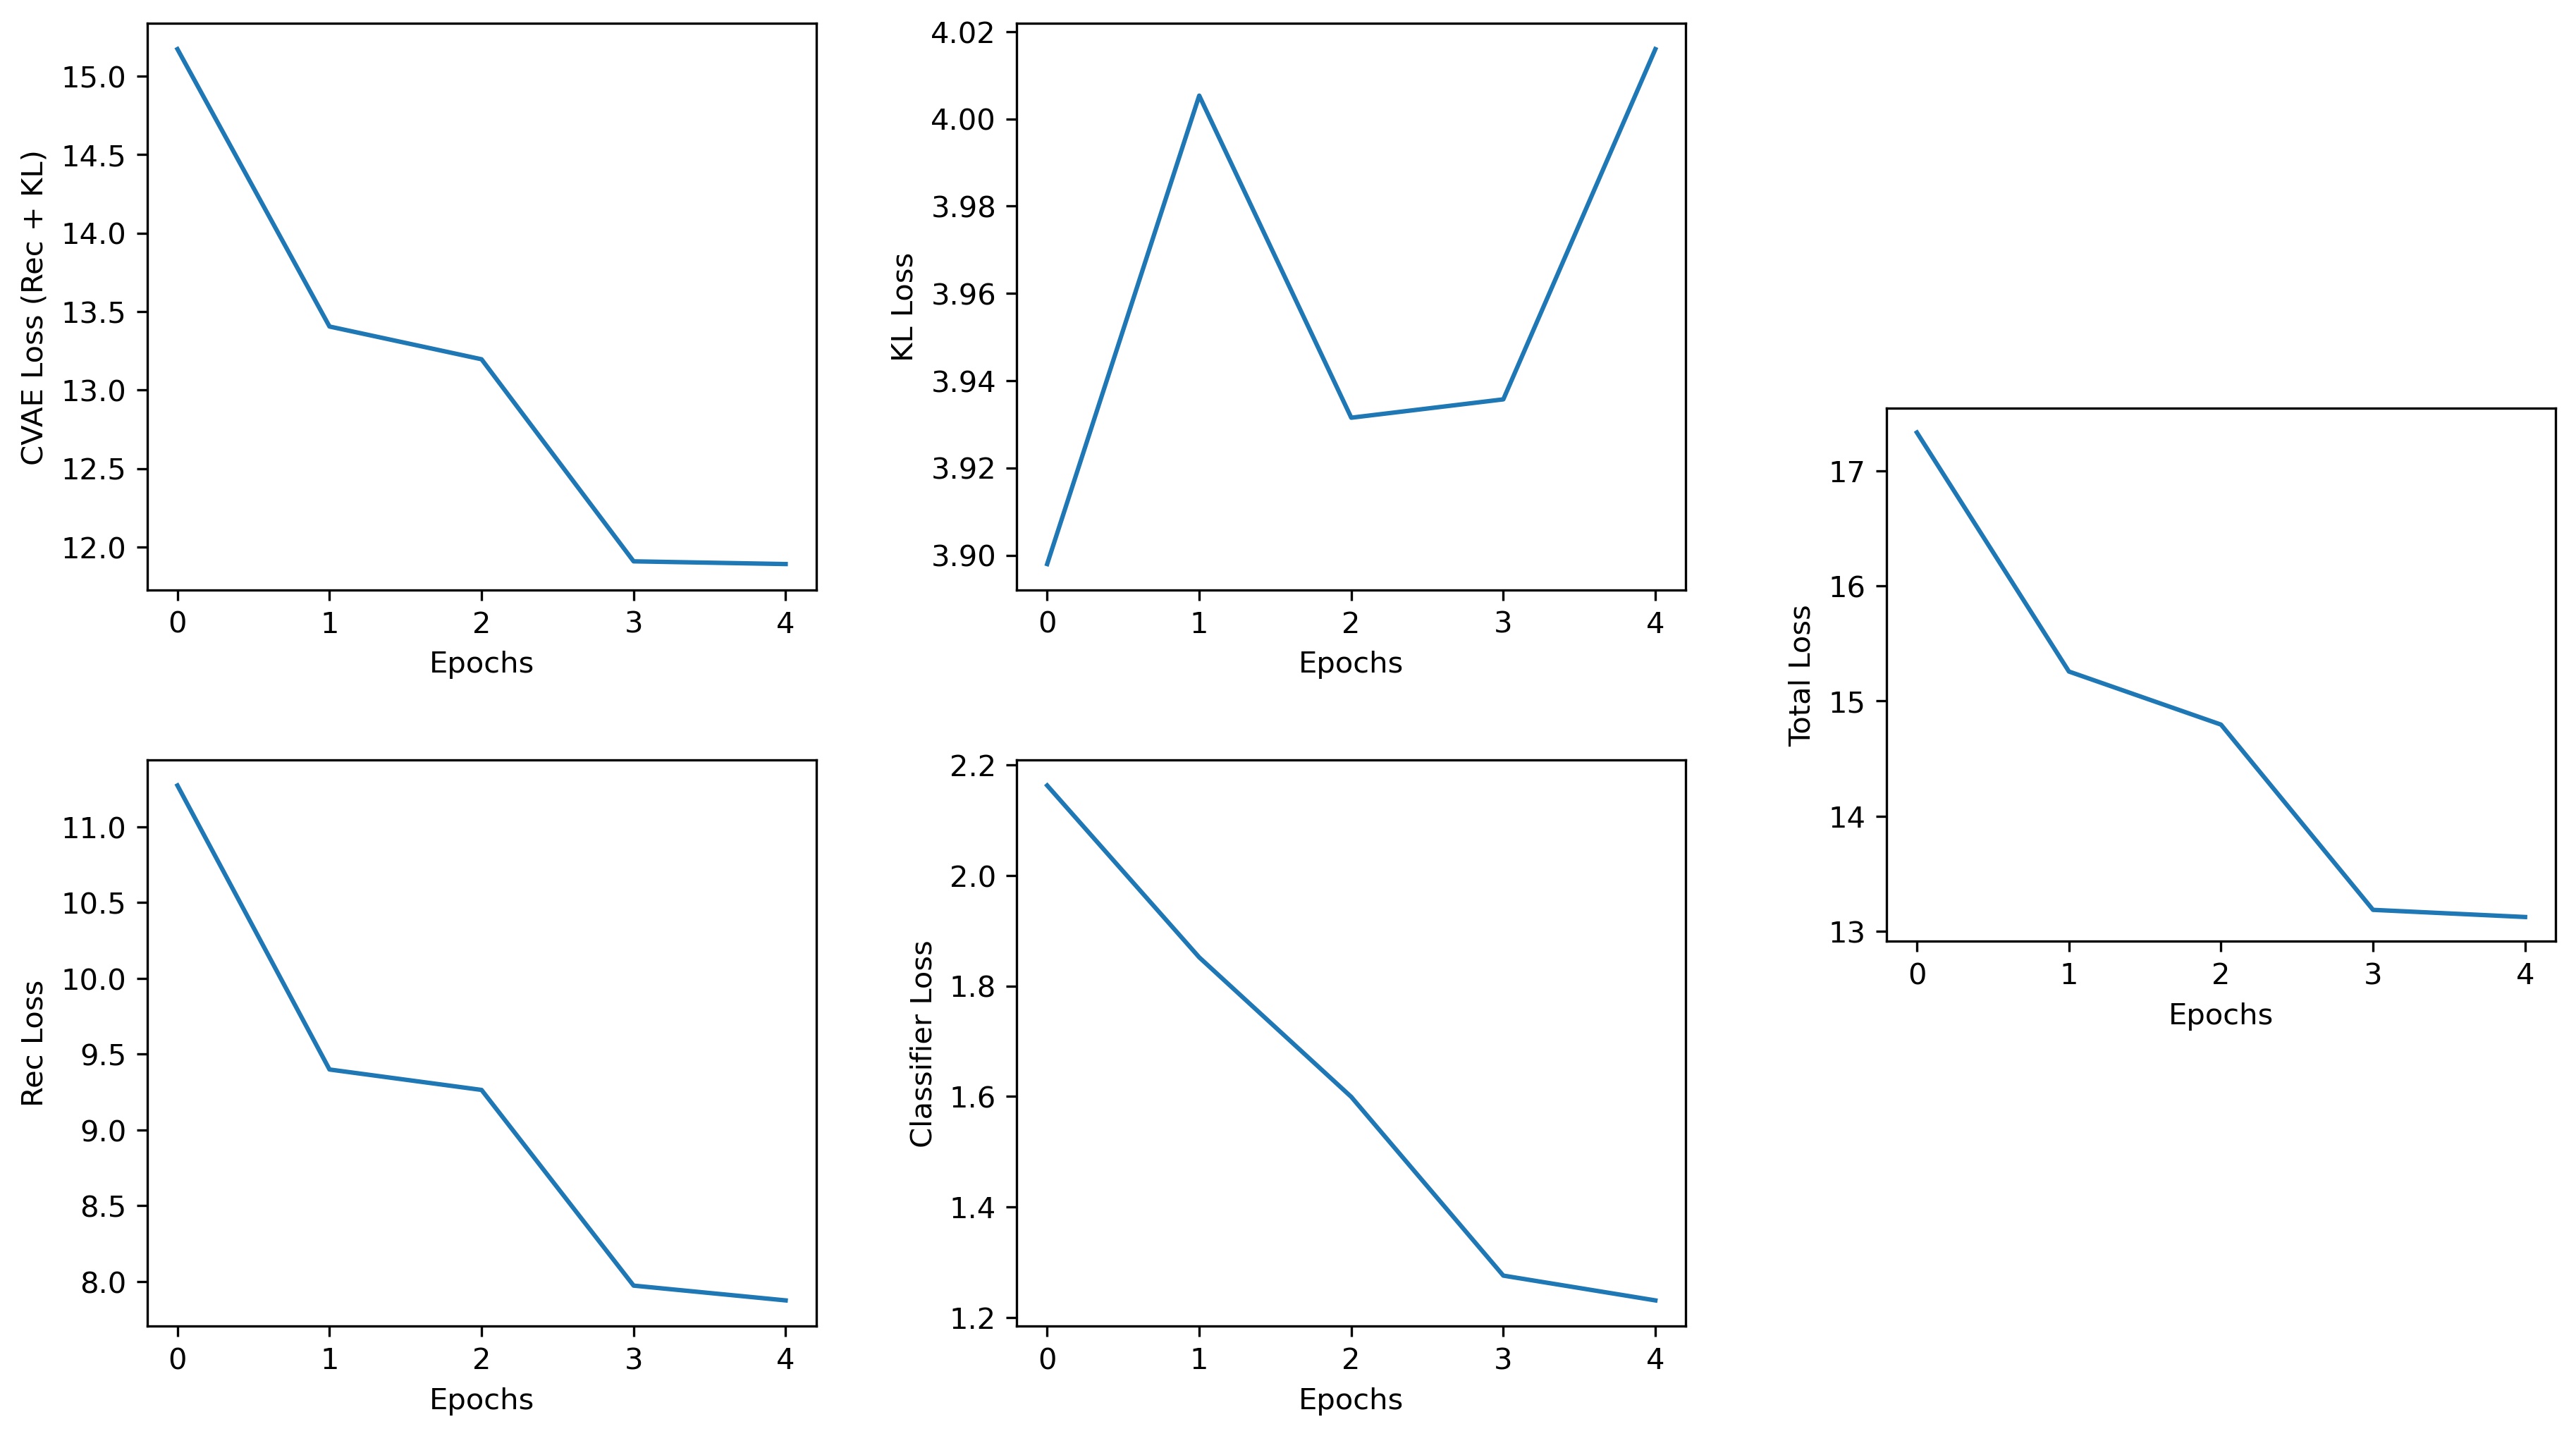 CVAE Loss (Rec + KL)
15.0
14.5
14.0
13.5
13.0
12.5
12.0
0 1 2 3 4
Epochs
KL Loss
4.02
4.00
3.98
3.96
3.94
3.92
3.90
0 1 2 3 4
Epochs
Rec Loss
11.0
10.5
10.0
9.5
9.0
8.5
8.0
0 1 2 3 4
Epochs
Classifier Loss
2.2
2.0
1.8
1.6
1.4
1.2
0 1 2 3 4
Epochs
Total Loss
17
16
15
14
13
0 1 2 3 4
Epochs